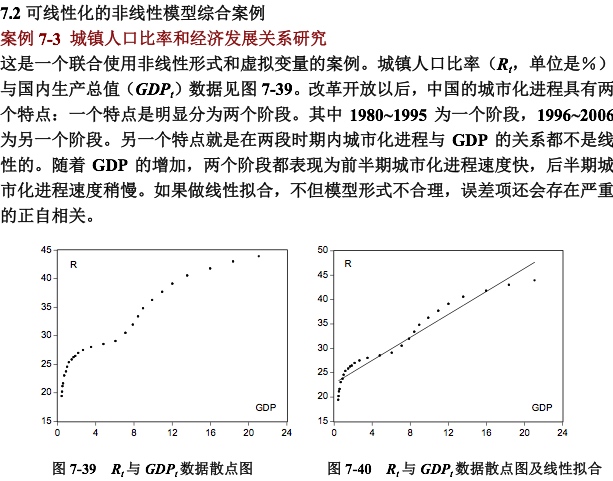 7.2 可线性化的非线性模型综合案例
案例 7-3 城镇人口比率和经济发展关系研究
这是一个联合使用非线性形式和虚拟变量的案例。城镇人口比率（Rt，单位是％）
与国内生产总值（GDPt）数据见图 7-39。改革开放以后，中国的城市化进程具有两
个特点：一个特点是明显分为两个阶段。其中 1980~1995 为一个阶段，1996~2006
为另一个阶段。另一个特点就是在两段时期内城市化进程与 GDP 的关系都不是线
性的。随着 GDP 的增加，两个阶段都表现为前半期城市化进程速度快，后半期城
市化进程速度稍慢。如果做线性拟合，不但模型形式不合理，误差项还会存在严重
的正自相关。
45
40
35
30
25
20
15
R
GDP
0 4 8 12 16 20 24
50
45
40
35
30
25
20
15
R
GDP
0 4 8 12 16 20 24
图 7-39 Rt 与 GDPt 数据散点图
图 7-40 Rt 与 GDPt 数据散点图及线性拟合